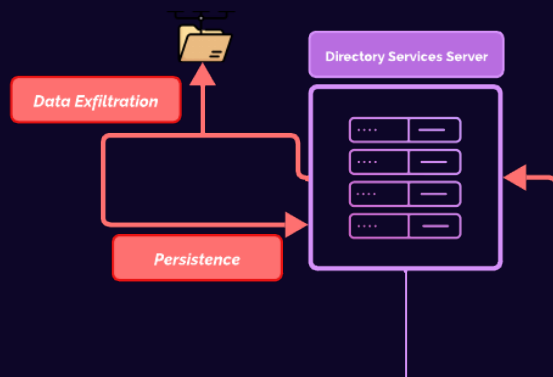 Directory Services Server
Data Exfiltration
Persistence